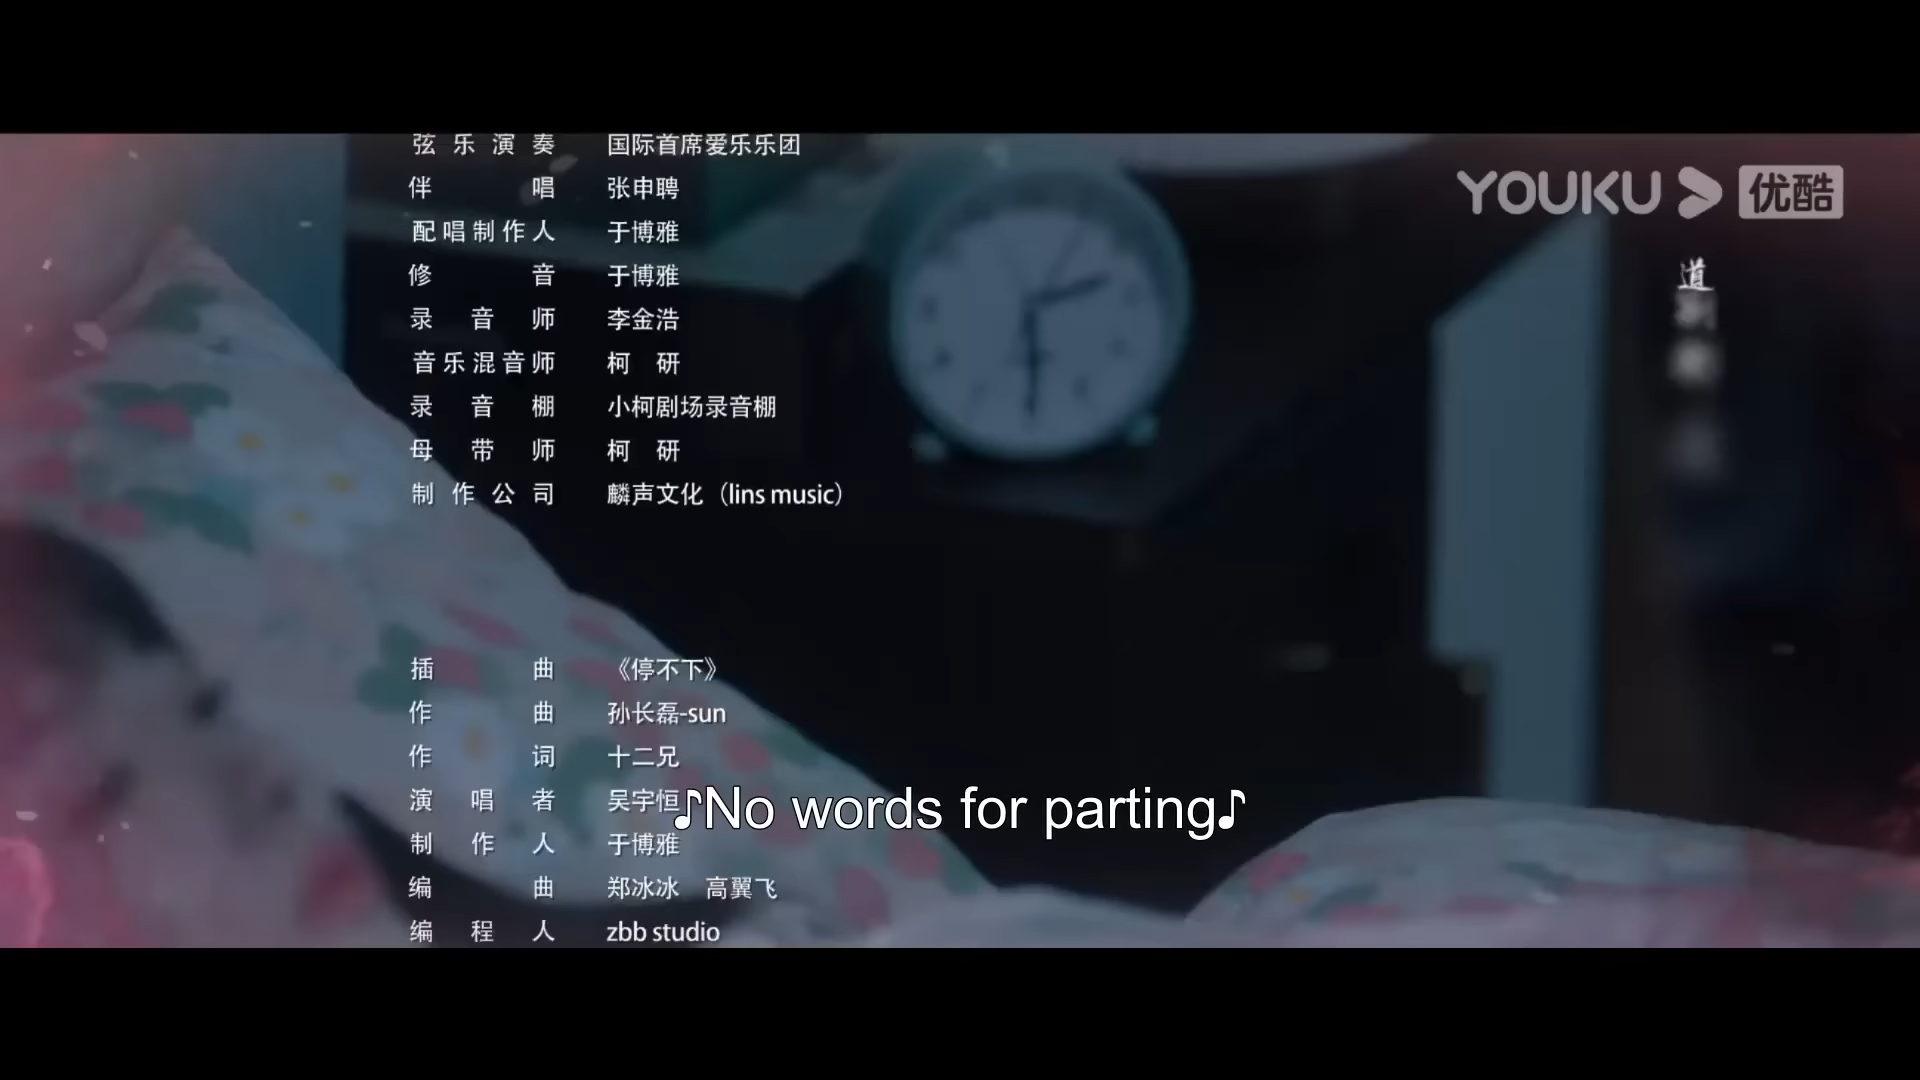 弦乐演奏 国际首席爱乐乐团
伴唱 张申聘
配唱制作人 于博雅
修音 于博雅
录音师 李金浩
音乐混音师 柯研
录音棚 小柯剧场录音棚
母带师 柯研
制作公司 麟声文化（lins music）
YOUKU 优酷
道
插曲 《停不下》
作曲 孙长磊-sun
作词 十二兄
演唱者 吴宇恒
♪No words for parting♪
制作人 于博雅
编曲 郑冰冰 高翼飞
编程人 zbb studio